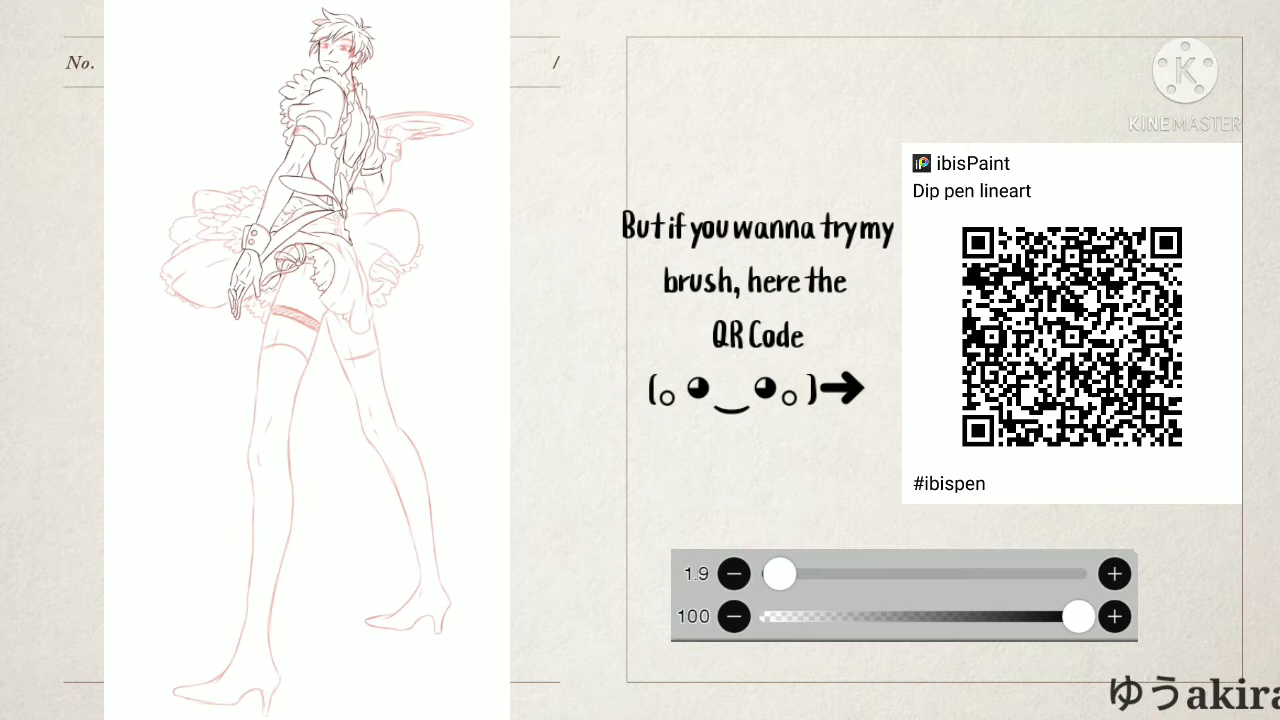 No.
/
KINEMASTER
ibisPaint
Dip pen lineart
But if you wanna try my
brush, here the
QR Code
(｡◕‿◕｡)➔
#ibispen
1.9
100
ゆうakira